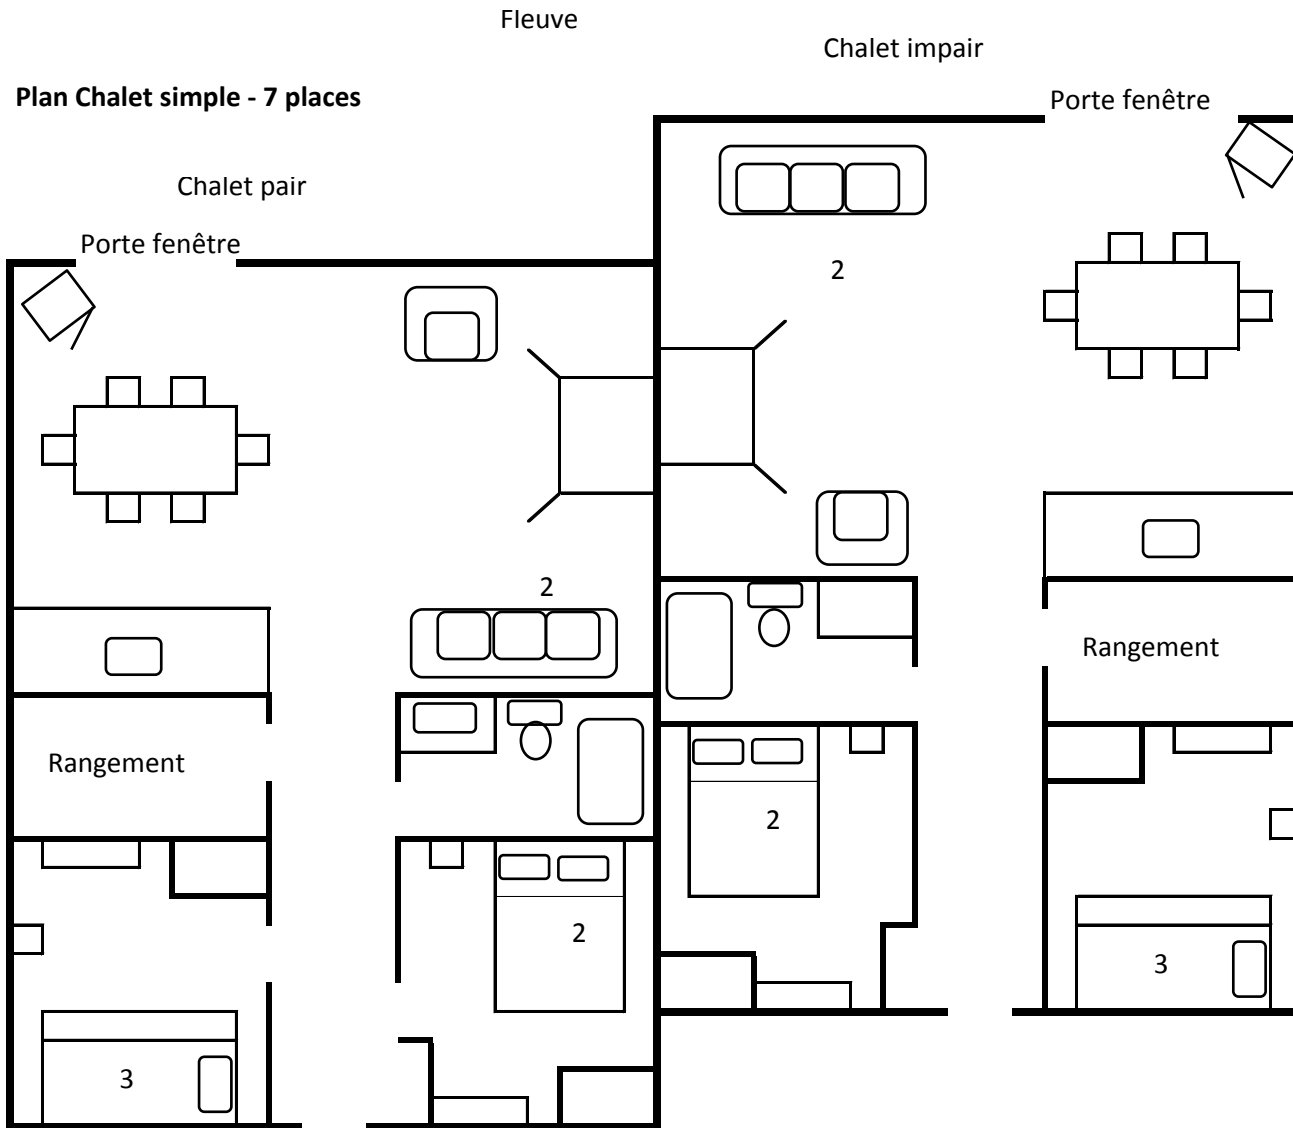 Fleuve
Chalet impair
Plan Chalet simple - 7 places
Porte fenêtre
Chalet pair
Porte fenêtre
2
2
Rangement
Rangement
2
2
3
3